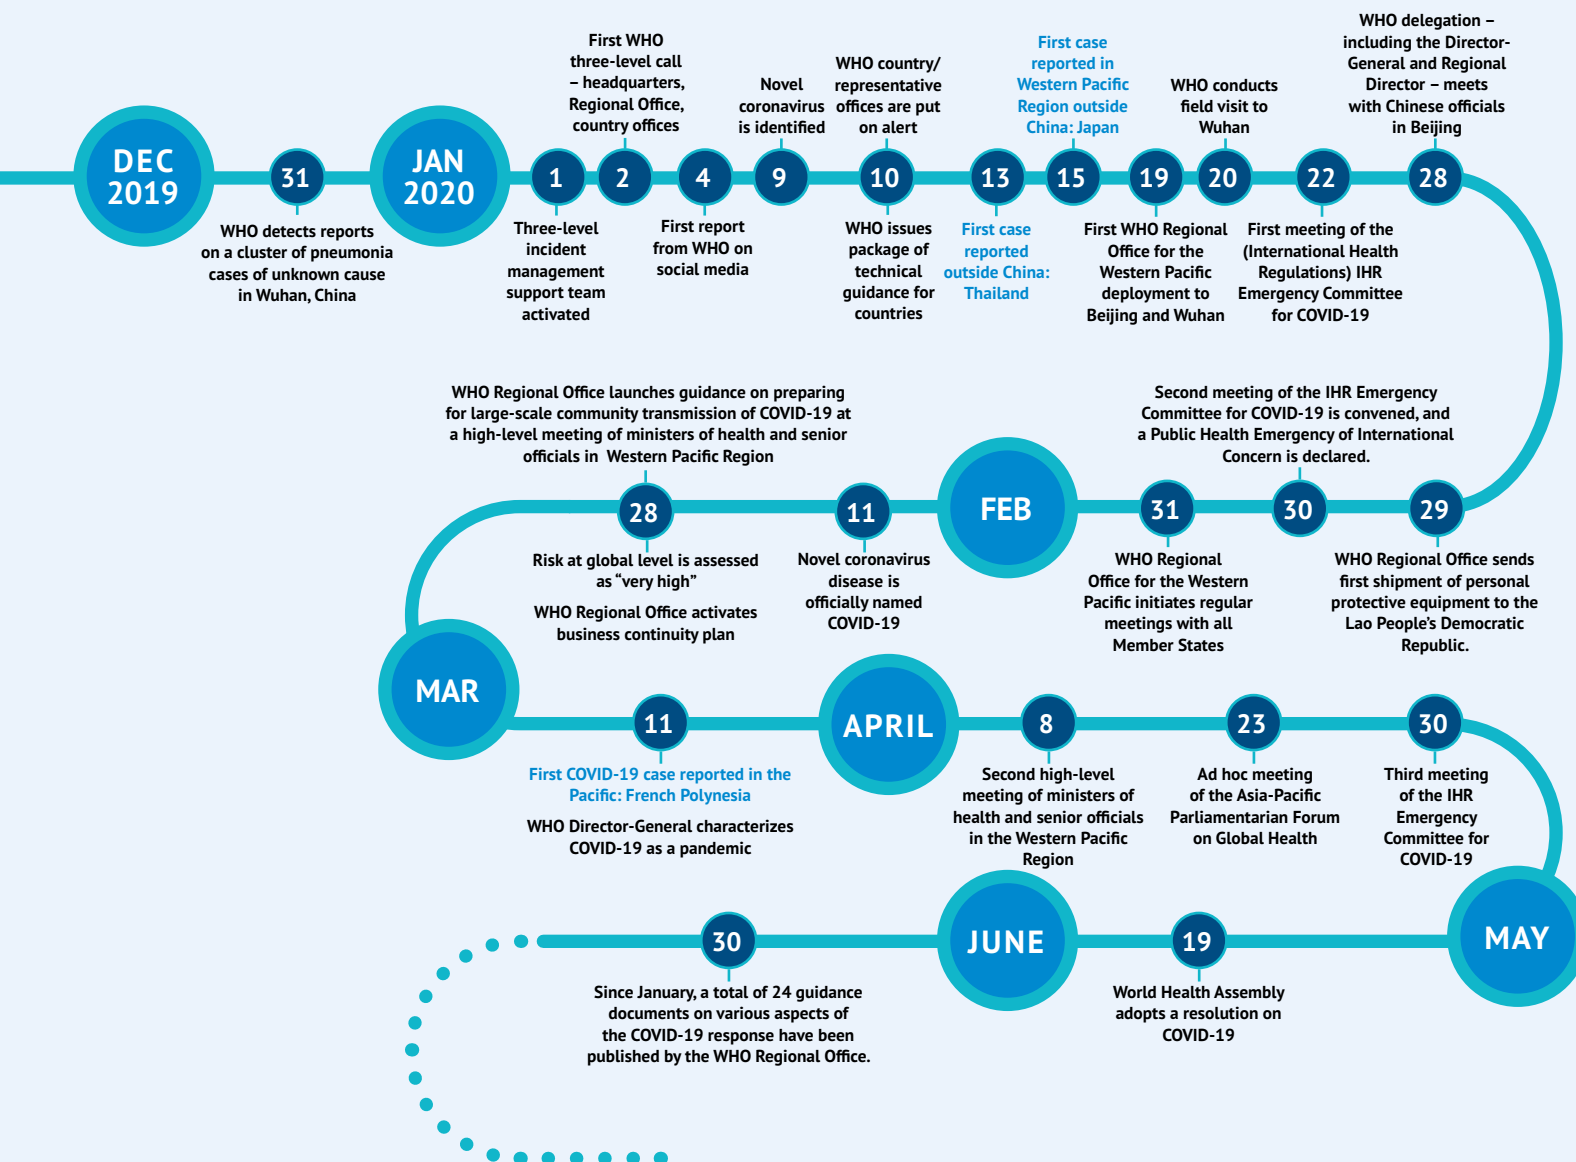 DEC
2019
31
WHO detects reports
on a cluster of pneumonia
cases of unknown cause
in Wuhan, China
JAN
2020
1
Three-level
incident
management
support team
activated
First WHO
three-level call
– headquarters,
Regional Office,
country offices
2
4
First report
from WHO on
social media
Novel
coronavirus
is identified
9
WHO country/
representative
offices are put
on alert
10
WHO issues
package of
technical
guidance for
countries
13
First case
reported
outside China:
Thailand
First case
reported in
Western Pacific
Region outside
China: Japan
15
19
First WHO Regional
Office for the
Western Pacific
deployment to
Beijing and Wuhan
WHO conducts
field visit to
Wuhan
20
22
First meeting of the
(International Health
Regulations) IHR
Emergency Committee
for COVID-19
WHO delegation –
including the Director-
General and Regional
Director – meets
with Chinese officials
in Beijing
28
29
WHO Regional Office sends
first shipment of personal
protective equipment to the
Lao People’s Democratic
Republic.
Second meeting of the IHR Emergency
Committee for COVID-19 is convened, and
a Public Health Emergency of International
Concern is declared.
30
31
WHO Regional
Office for the Western
Pacific initiates regular
meetings with all
Member States
FEB
11
Novel coronavirus
disease is
officially named
COVID-19
WHO Regional Office launches guidance on preparing
for large-scale community transmission of COVID-19 at
a high-level meeting of ministers of health and senior
officials in  Western Pacific Region
28
Risk at global level is assessed
as “very high”
WHO Regional Office activates
business continuity plan
MAR
11
First COVID-19 case reported in the
Pacific: French Polynesia
WHO Director-General characterizes
COVID-19 as a pandemic
APRIL
8
Second high-level
meeting of ministers of
health and senior officials
in the Western Pacific
Region
23
Ad hoc meeting
of the Asia-Pacific
Parliamentarian Forum
on Global Health
30
Third meeting
of the IHR
Emergency
Committee for
COVID-19
MAY
19
World Health Assembly
adopts a resolution on
COVID-19
JUNE
30
Since January, a total of 24 guidance
documents on various aspects of
the COVID-19 response have been
published by the WHO Regional Office.